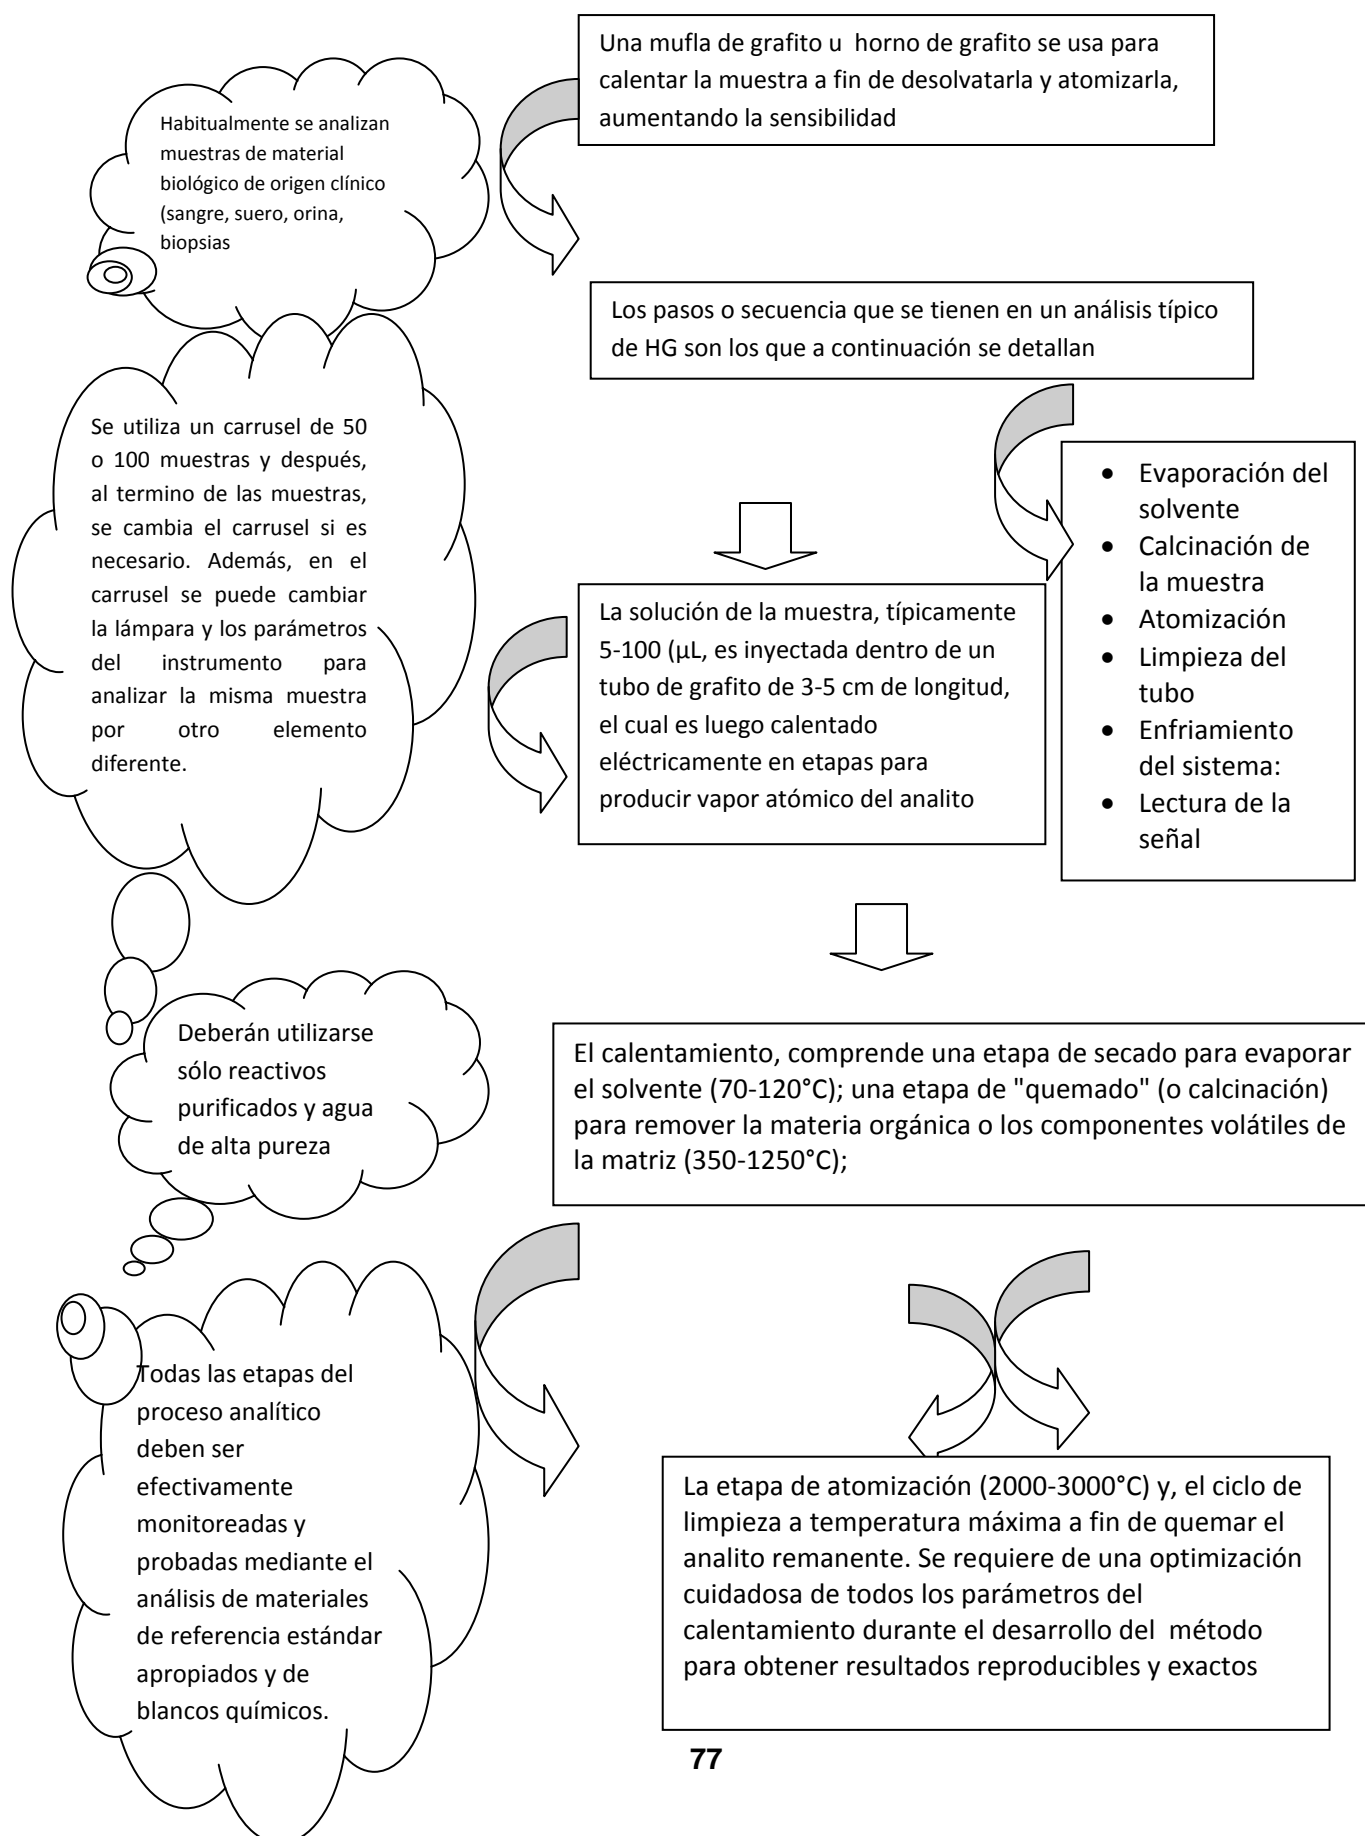 Una mufla de grafito u  horno de grafito se usa para
calentar la muestra a fin de desolvatarla y atomizarla,
aumentando la sensibilidad
Habitualmente se analizan
muestras de material
biológico de origen clínico
(sangre, suero, orina,
biopsias
Los pasos o secuencia que se tienen en un análisis típico
de HG son los que a continuación se detallan
Se utiliza un carrusel de 50
o 100 muestras y después,
al termino de las muestras,
se cambia el carrusel si es
necesario. Además, en el
carrusel se puede cambiar
la lámpara y los parámetros
del instrumento para
analizar la misma muestra
por otro elemento
diferente.
• Evaporación del
solvente
• Calcinación de
la muestra
• Atomización
• Limpieza del
tubo
• Enfriamiento
del sistema:
• Lectura de la
señal
La solución de la muestra, típicamente
5-100 (µL, es inyectada dentro de un
tubo de grafito de 3-5 cm de longitud,
el cual es luego calentado
eléctricamente en etapas para
producir vapor atómico del analito
Deberán utilizarse
sólo reactivos
purificados y agua
de alta pureza
El calentamiento, comprende una etapa de secado para evaporar
el solvente (70-120°C); una etapa de "quemado" (o calcinación)
para remover la materia orgánica o los componentes volátiles de
la matriz (350-1250°C);
Todas las etapas del
proceso analítico
deben ser
efectivamente
monitoreadas y
probadas mediante el
análisis de materiales
de referencia estándar
apropiados y de
blancos químicos.
La etapa de atomización (2000-3000°C) y, el ciclo de
limpieza a temperatura máxima a fin de quemar el
analito remanente. Se requiere de una optimización
cuidadosa de todos los parámetros del
calentamiento durante el desarrollo del  método
para obtener resultados reproducibles y exactos
77